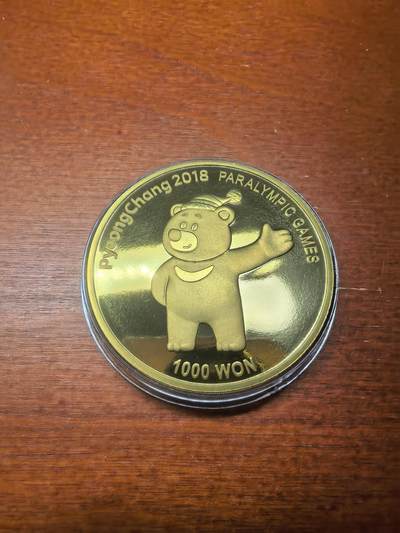 PyeongChang 2018 PARALYMPIC GAMES
1000 WON